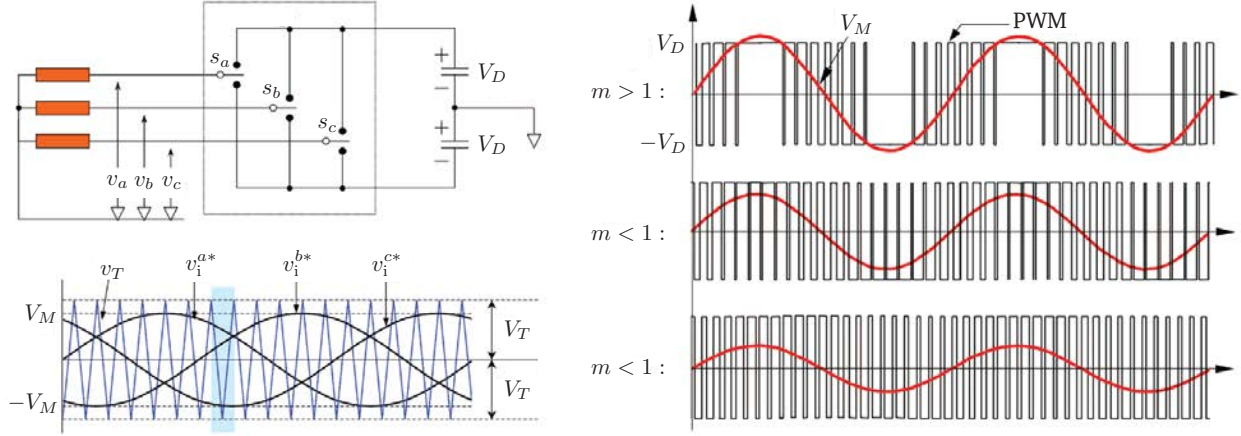 s_a
s_b
s_c
+
−
V_D
+
−
V_D
v_a v_b v_c
v_T v_i^{a*} v_i^{b*} v_i^{c*}
V_M
−V_M
V_T
V_T
V_M PWM
V_D
m > 1 :
−V_D
m < 1 :
m < 1 :